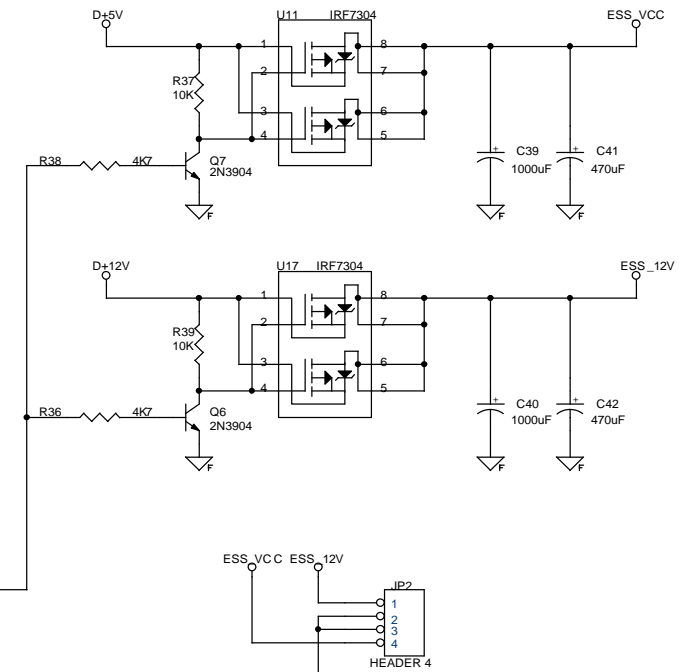 D+5V
U11 IRF7304
ESS_VCC
1
8
R37
10K
2
7
3
6
4
5
R38 4K7
Q7
2N3904
F
+
C39
1000uF
F
+
C41
470uF
F
D+12V
U17 IRF7304
ESS_12V
1
8
R39
10K
2
7
3
6
4
5
R36 4K7
Q6
2N3904
F
+
C40
1000uF
F
+
C42
470uF
F
ESS_VCC ESS_12V
JP2
1
2
3
4
HEADER 4